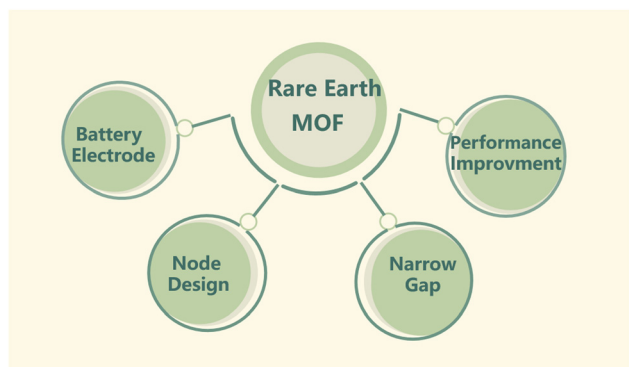 Rare Earth
MOF
Battery
Electrode
Performance
Improvment
Node
Design
Narrow
Gap